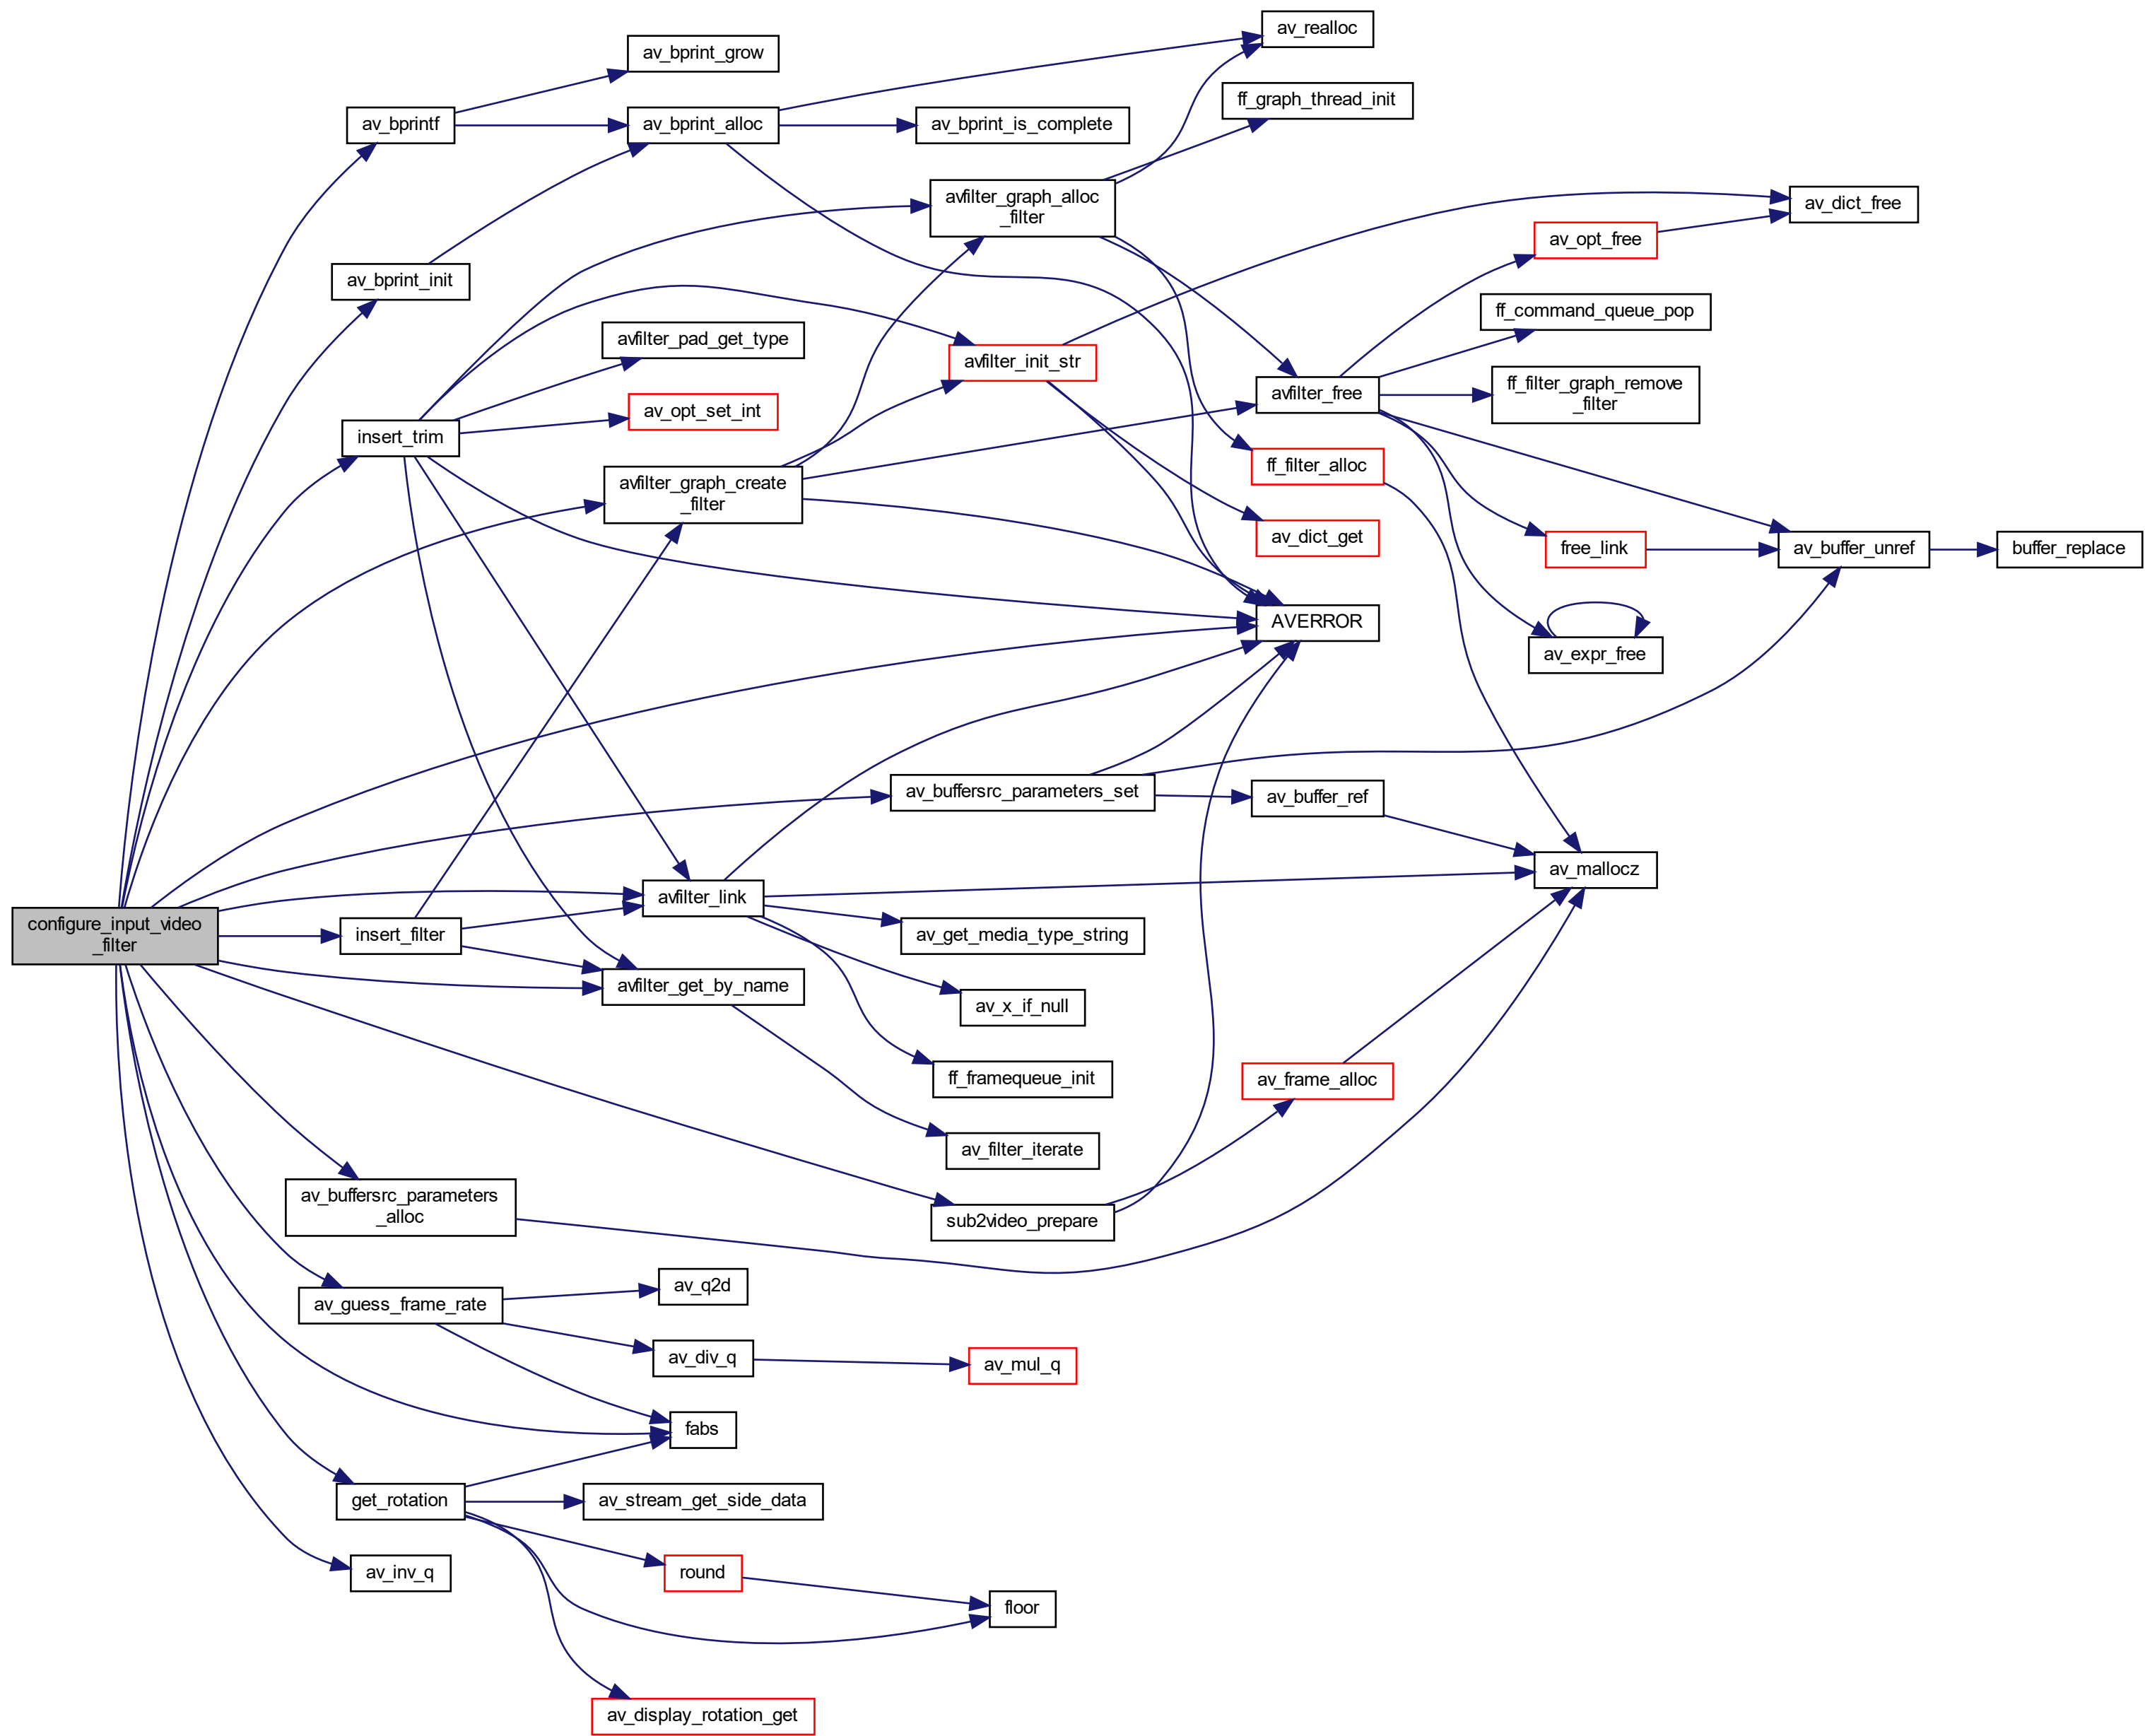 av_realloc
av_bprint_grow
ff_graph_thread_init
av_bprintf
av_bprint_alloc
av_bprint_is_complete
avfilter_graph_alloc
_filter
av_dict_free
av_opt_free
av_bprint_init
ff_command_queue_pop
avfilter_pad_get_type
avfilter_init_str
avfilter_free
ff_filter_graph_remove
_filter
av_opt_set_int
insert_trim
ff_filter_alloc
avfilter_graph_create
_filter
av_dict_get
free_link
av_buffer_unref
buffer_replace
AVERROR
av_expr_free
av_buffersrc_parameters_set
av_buffer_ref
av_mallocz
avfilter_link
configure_input_video
_filter
insert_filter
av_get_media_type_string
avfilter_get_by_name
av_x_if_null
ff_framequeue_init
av_frame_alloc
av_filter_iterate
av_buffersrc_parameters
_alloc
sub2video_prepare
av_q2d
av_guess_frame_rate
av_div_q
av_mul_q
fabs
get_rotation
av_stream_get_side_data
av_inv_q
round
floor
av_display_rotation_get